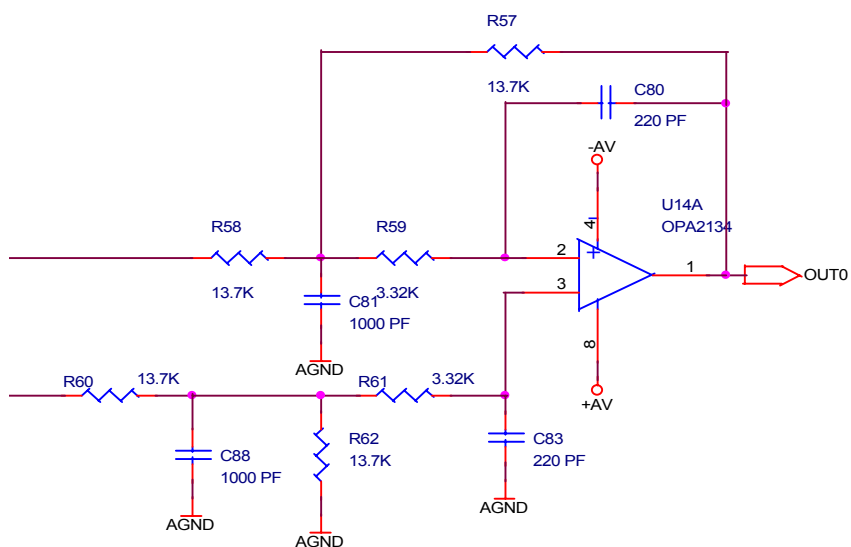 R57
13.7K
C80
220 PF
-AV
U14A
OPA2134
4
R58
R59
2
+
13.7K
3.32K
C81
1000 PF
3
1
OUT0
AGND
8
R60
13.7K
R61
3.32K
+AV
C88
1000 PF
R62
13.7K
C83
220 PF
AGND
AGND
AGND